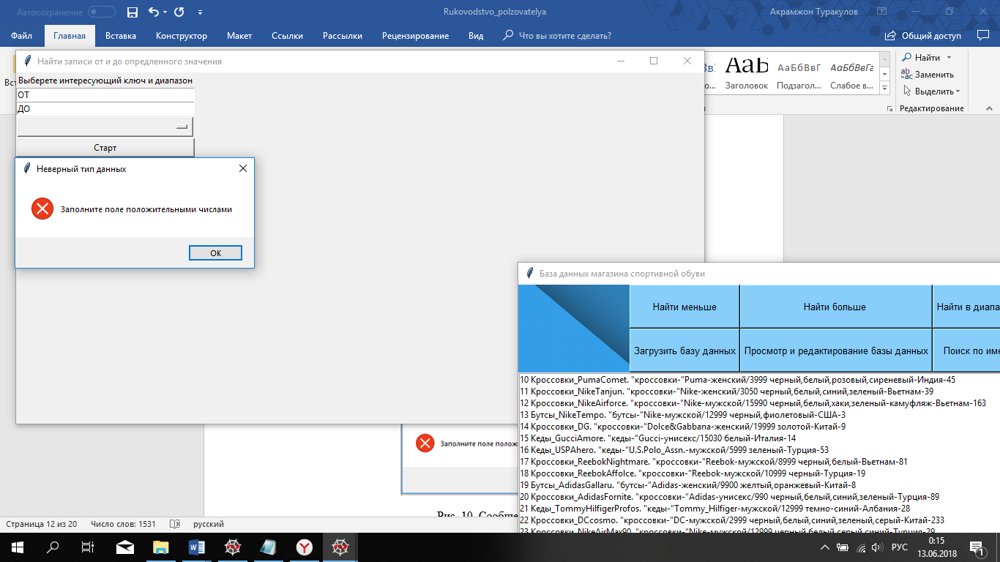 Автосохранение
Rukovodstvo_polzovatelya
Акрамжон Туракулов
Файл
Главная
Вставка
Конструктор
Макет
Ссылки
Рассылки
Рецензирование
Вид
Что вы хотите сделать?
Общий доступ
Найти записи от и до опредленного значения
Выберете интересующий ключ и диапазон
ОТ
ДО
Старт
Неверный тип данных
Заполните поле положительными числами
ОК
АаБ
АаБбВвГ
АаБбВвГг
Заголовок
Подзагол...
Слабое в...
Найти
Заменить
Выделить
Редактирование
База данных магазина спортивной обуви
Найти меньше
Найти больше
Найти в диапа
Загрузить базу данных
Просмотр и редактирование базы данных
Поиск по име
10 Кроссовки_PumaComet. "кроссовки-"Puma-женский/3999 черный,белый,розовый,сиреневый-Индия-45
11 Кроссовки_NikeTanjun. "кроссовки-"Nike-женский/3050 черный,белый,синий,зеленый-Вьетнам-39
12 Кроссовки_NikeAirforce. "кроссовки-"Nike-мужской/15990 черный,белый,хаки,зеленый-камуфляж-Вьетнам-163
13 Бутсы_NikeTempo. "бутсы-"Nike-мужской/12999 черный,фиолетовый-США-3
14 Кроссовки_DG. "кроссовки-"Dolce&Gabbana-женский/19999 золотой-Китай-9
15 Кеды_GucciAmore. "кеды-"Gucci-унисекс/15030 белый-Италия-14
16 Кеды_USPAhero. "кеды-"U.S.Polo_Assn.-мужской/5999 зеленый-Турция-53
17 Кроссовки_ReebokNightmare. "кроссовки-"Reebok-мужской/8999 черный,белый-Вьетнам-81
18 Кроссовки_ReebokAffolce. "кроссовки-"Reebok-мужской/10999 черный-Турция-19
19 Бутсы_AdidasGallaru. "бутсы-"Adidas-женский/9900 желтый,оранжевый-Китай-8
20 Кроссовки_AdidasFornite. "кроссовки-"Adidas-унисекс/990 черный,белый,синий,зеленый-Турция-89
21 Кеды_TommyHilfigerProfos. "кеды-"Tommy_Hilfiger-мужской/12999 темно-синий-Албания-28
22 Кроссовки_DCcosmo. "кроссовки-"DC-мужской/2999 черный,белый,синий,зеленый,серый-Китай-233
23 Кроссовки_NikeAirMax90. "кроссовки-"Nike-мужской/12999 черный,белый,серый,синий-Турция-29
Заполните поле полож
Рис. 10. Сообще
Страница 12 из 20
Число слов: 1531
русский
РУС
0:15
13.06.2018
1